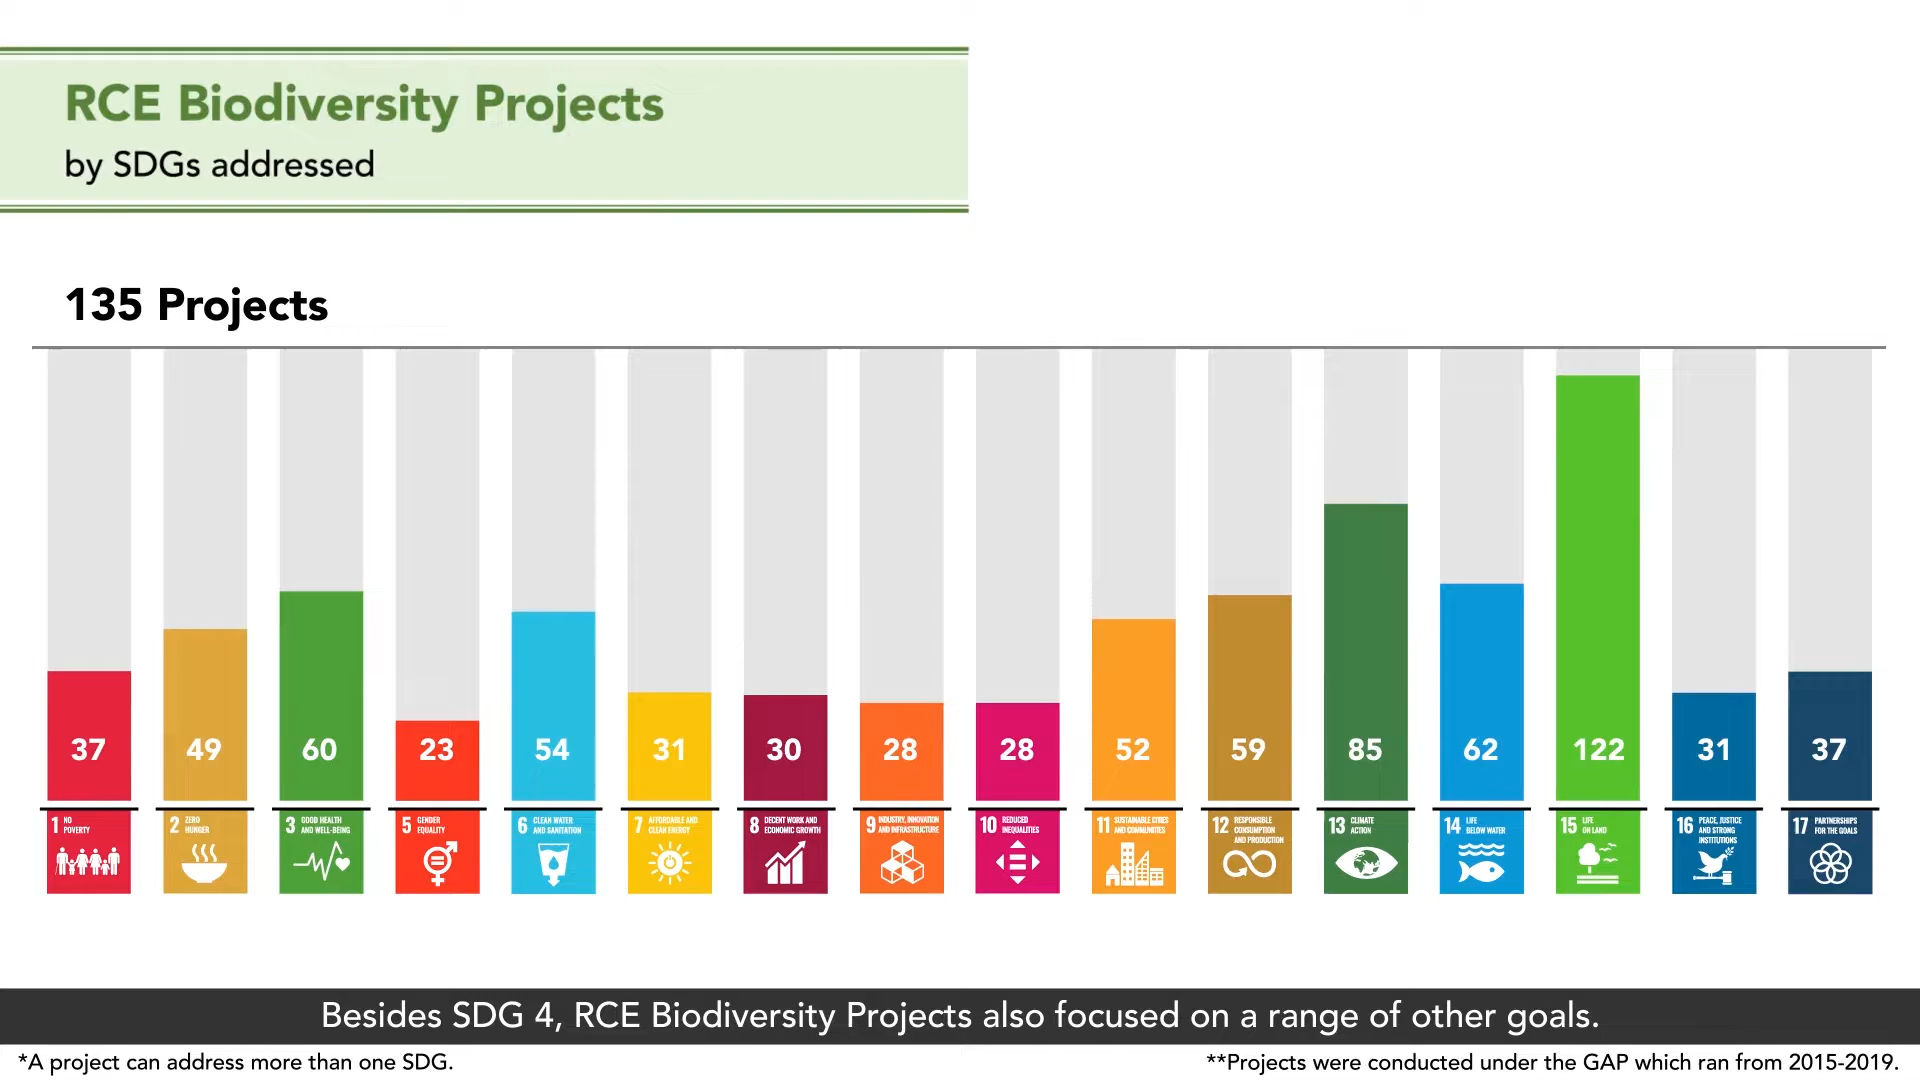 RCE Biodiversity Projects
by SDGs addressed
135 Projects
37 49 60 23 54 31 30 28 28 52 59 85 62 122 31 37
1 NO POVERTY
2 ZERO HUNGER
3 GOOD HEALTH AND WELL-BEING
5 GENDER EQUALITY
6 CLEAN WATER AND SANITATION
7 AFFORDABLE AND CLEAN ENERGY
8 DECENT WORK AND ECONOMIC GROWTH
9 INDUSTRY, INNOVATION AND INFRASTRUCTURE
10 REDUCED INEQUALITIES
11 SUSTAINABLE CITIES AND COMMUNITIES
12 RESPONSIBLE CONSUMPTION AND PRODUCTION
13 CLIMATE ACTION
14 LIFE BELOW WATER
15 LIFE ON LAND
16 PEACE, JUSTICE AND STRONG INSTITUTIONS
17 PARTNERSHIPS FOR THE GOALS
Besides SDG 4, RCE Biodiversity Projects also focused on a range of other goals.
*A project can address more than one SDG.
**Projects were conducted under the GAP which ran from 2015-2019.